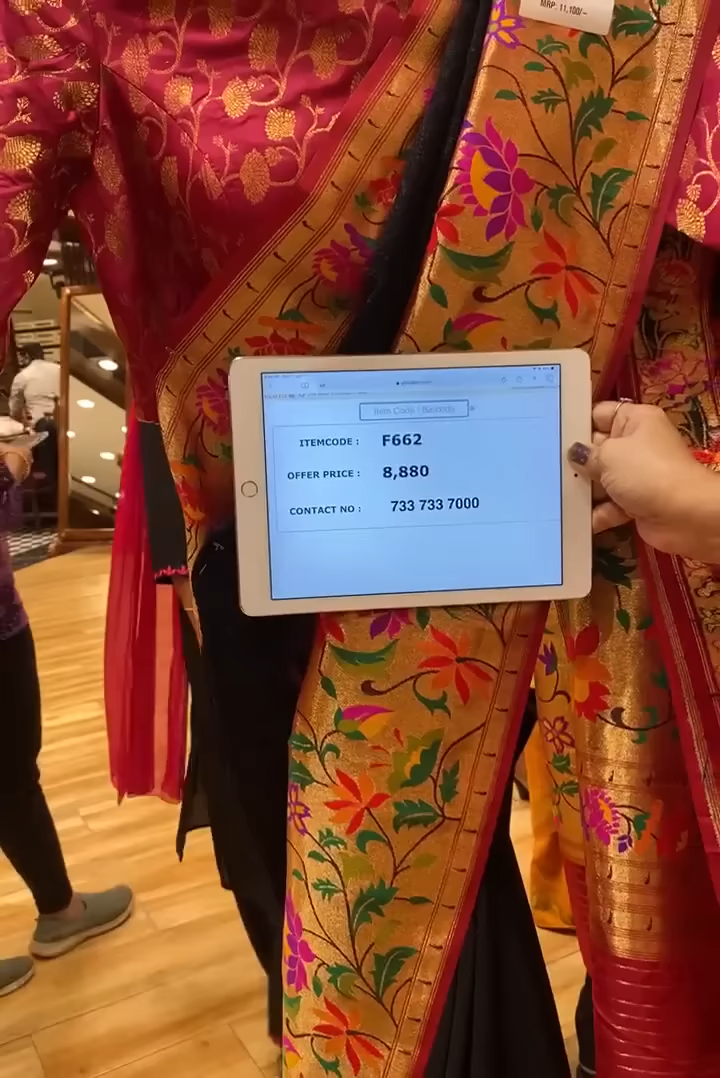 MRP: 11,100/-
Item Code / Barcode
ITEMCODE : F662
OFFER PRICE : 8,880
CONTACT NO : 733 733 7000